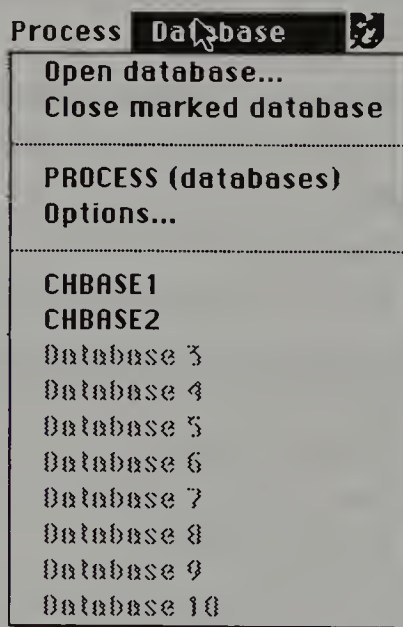 Process Database
Open database...
Close marked database
PROCESS (databases)
Options...
CHBASE1
CHBASE2
Database 3
Database 4
Database 5
Database 6
Database 7
Database 8
Database 9
Database 10